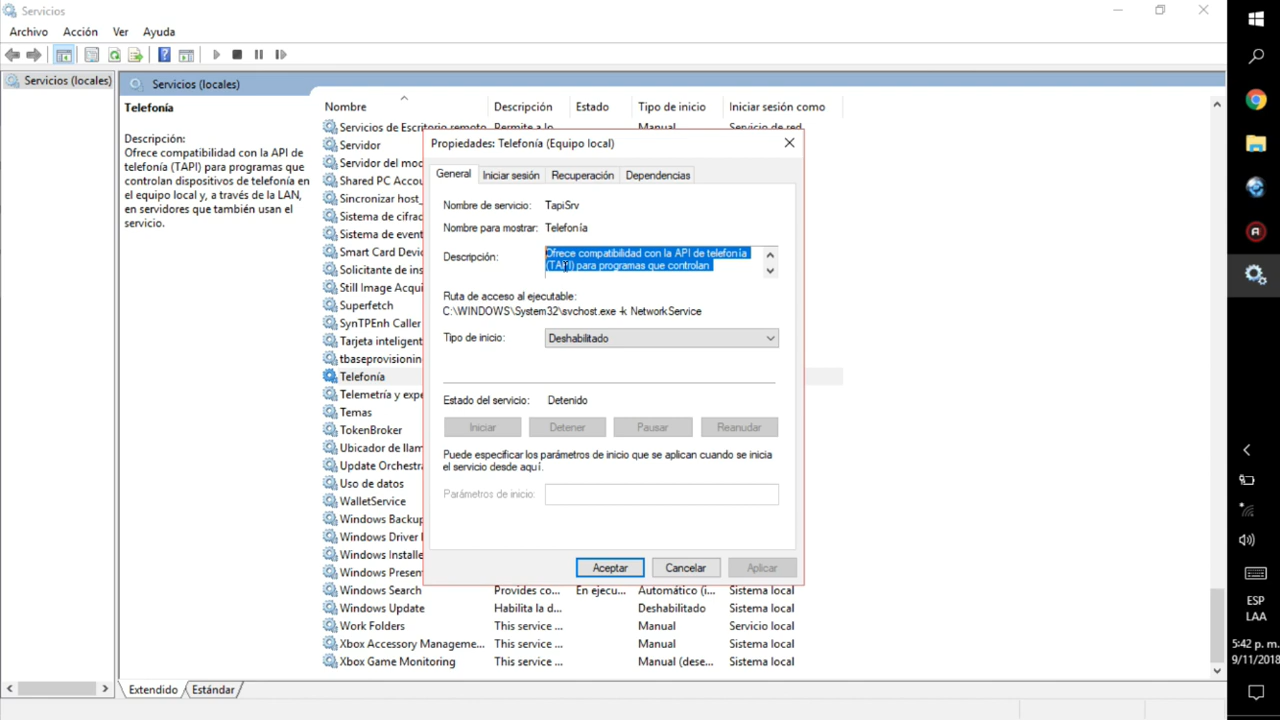 Servicios
Archivo Acción Ver Ayuda
Servicios (locales)
Servicios (locales)
Telefonía
Descripción:
Ofrece compatibilidad con la API de
telefonía (TAPI) para programas que
controlan dispositivos de telefonía en
el equipo local y, a través de la LAN,
en servidores que también usan el
servicio.
Nombre Descripción Estado Tipo de inicio Iniciar sesión como
Servicios de Escritorio remoto Permite a lo Manual Servicio de red
Servidor
Servidor del mod
Shared PC Accou
Sincronizar host_
Sistema de cifrac
Sistema de event
Smart Card Devi
Solicitante de ins
Still Image Acqui
Superfetch
SynTPEnh Caller
Tarjeta inteligent
tbaseprovisionin
Telefonía
Telemetría y expe
Temas
TokenBroker
Ubicador de llam
Update Orchestra
Uso de datos
WalletService
Windows Backup
Windows Driver
Windows Installe
Windows Presen
Windows Search Provides co... En ejecu... Automático (i... Sistema local
Windows Update Habilita la d... Deshabilitado Sistema local
Work Folders This service ... Manual Servicio local
Xbox Accessory Manageme... This service ... Manual Sistema local
Xbox Game Monitoring This service ... Manual (dese... Sistema local
Extendido Estándar
Propiedades: Telefonía (Equipo local)
General Iniciar sesión Recuperación Dependencias
Nombre de servicio: TapiSrv
Nombre para mostrar: Telefonía
Descripción: Ofrece compatibilidad con la API de telefonía
(TAPI) para programas que controlan
Ruta de acceso al ejecutable:
C:\WINDOWS\System32\svchost.exe -k NetworkService
Tipo de inicio: Deshabilitado
Estado del servicio: Detenido
Iniciar Detener Pausar Reanudar
Puede especificar los parámetros de inicio que se aplican cuando se inicia
el servicio desde aquí.
Parámetros de inicio:
Aceptar Cancelar Aplicar
ESP
LAA
5:42 p. m.
9/11/2018